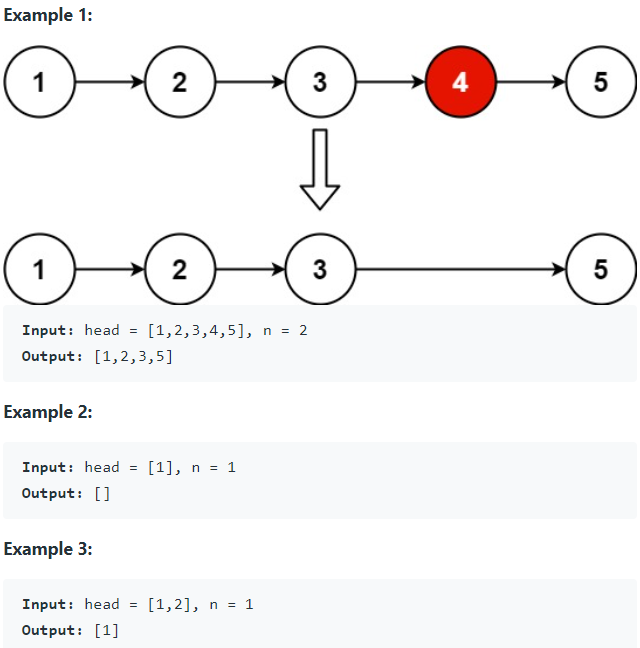 Example 1:
1 2 3 4 5
1 2 3 5
Input: head = [1,2,3,4,5], n = 2
Output: [1,2,3,5]
Example 2:
Input: head = [1], n = 1
Output: []
Example 3:
Input: head = [1,2], n = 1
Output: [1]